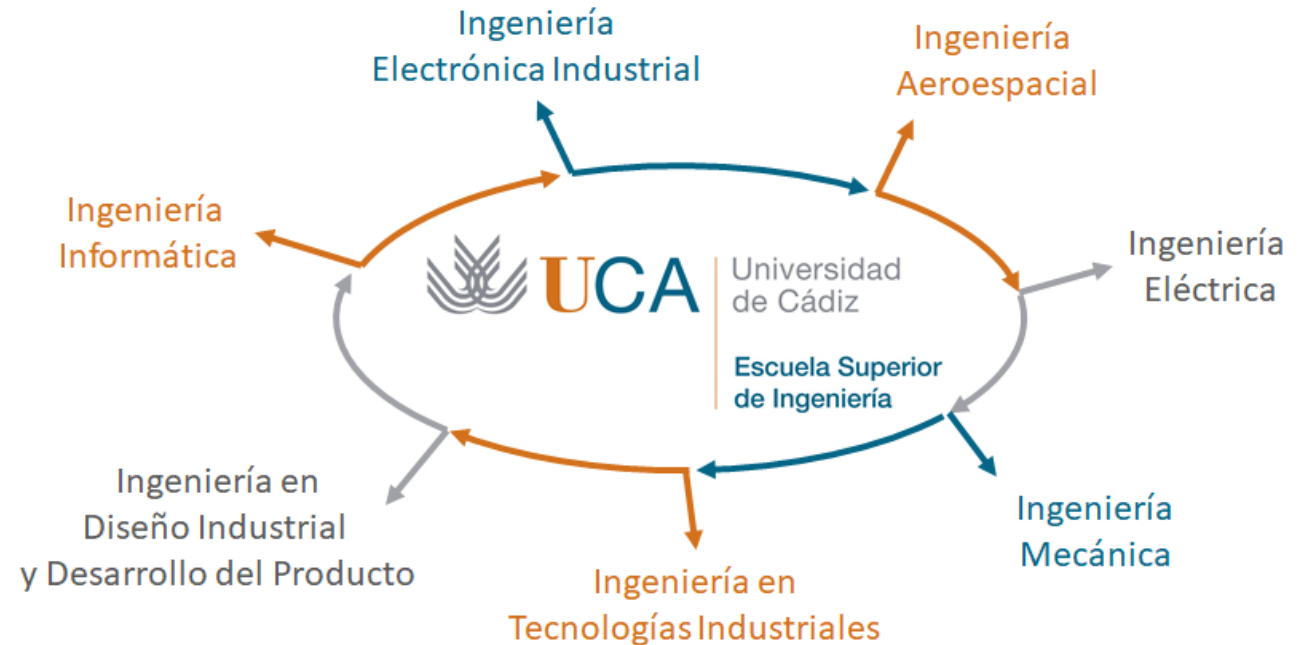 Ingeniería
Electrónica Industrial
Ingeniería
Aeroespacial
Ingeniería
Informática
Ingeniería
Eléctrica
UCA
Universidad
de Cádiz
Escuela Superior
de Ingeniería
Ingeniería en
Diseño Industrial
y Desarrollo del Producto
Ingeniería
Mecánica
Ingeniería en
Tecnologías Industriales